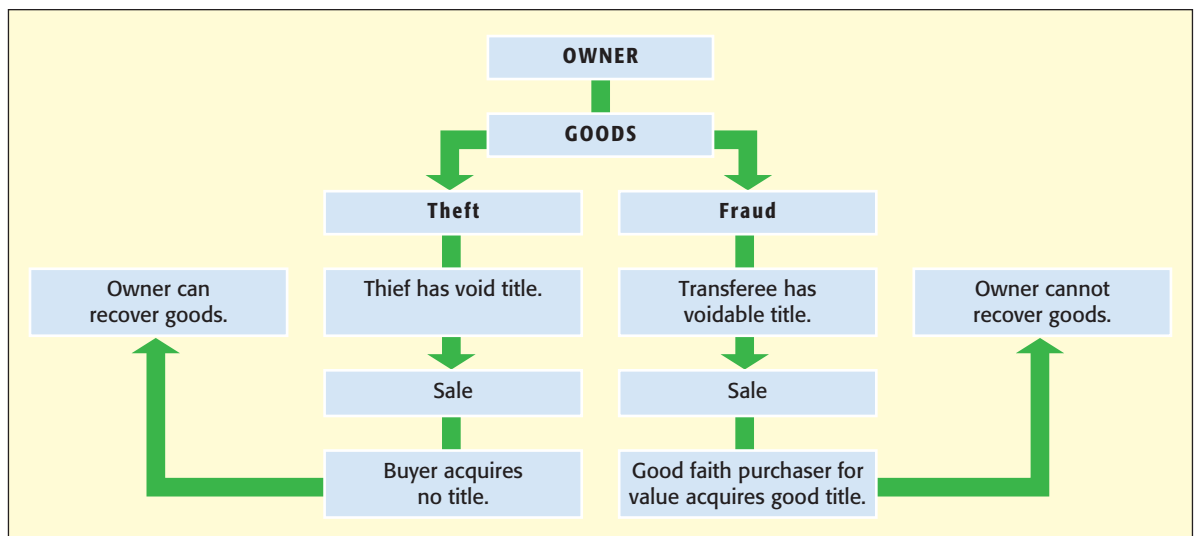 OWNER
GOODS
Theft
Fraud
Owner can
recover goods.
Thief has void title.
Transferee has
voidable title.
Owner cannot
recover goods.
Sale
Sale
Buyer acquires
no title.
Good faith purchaser for
value acquires good title.